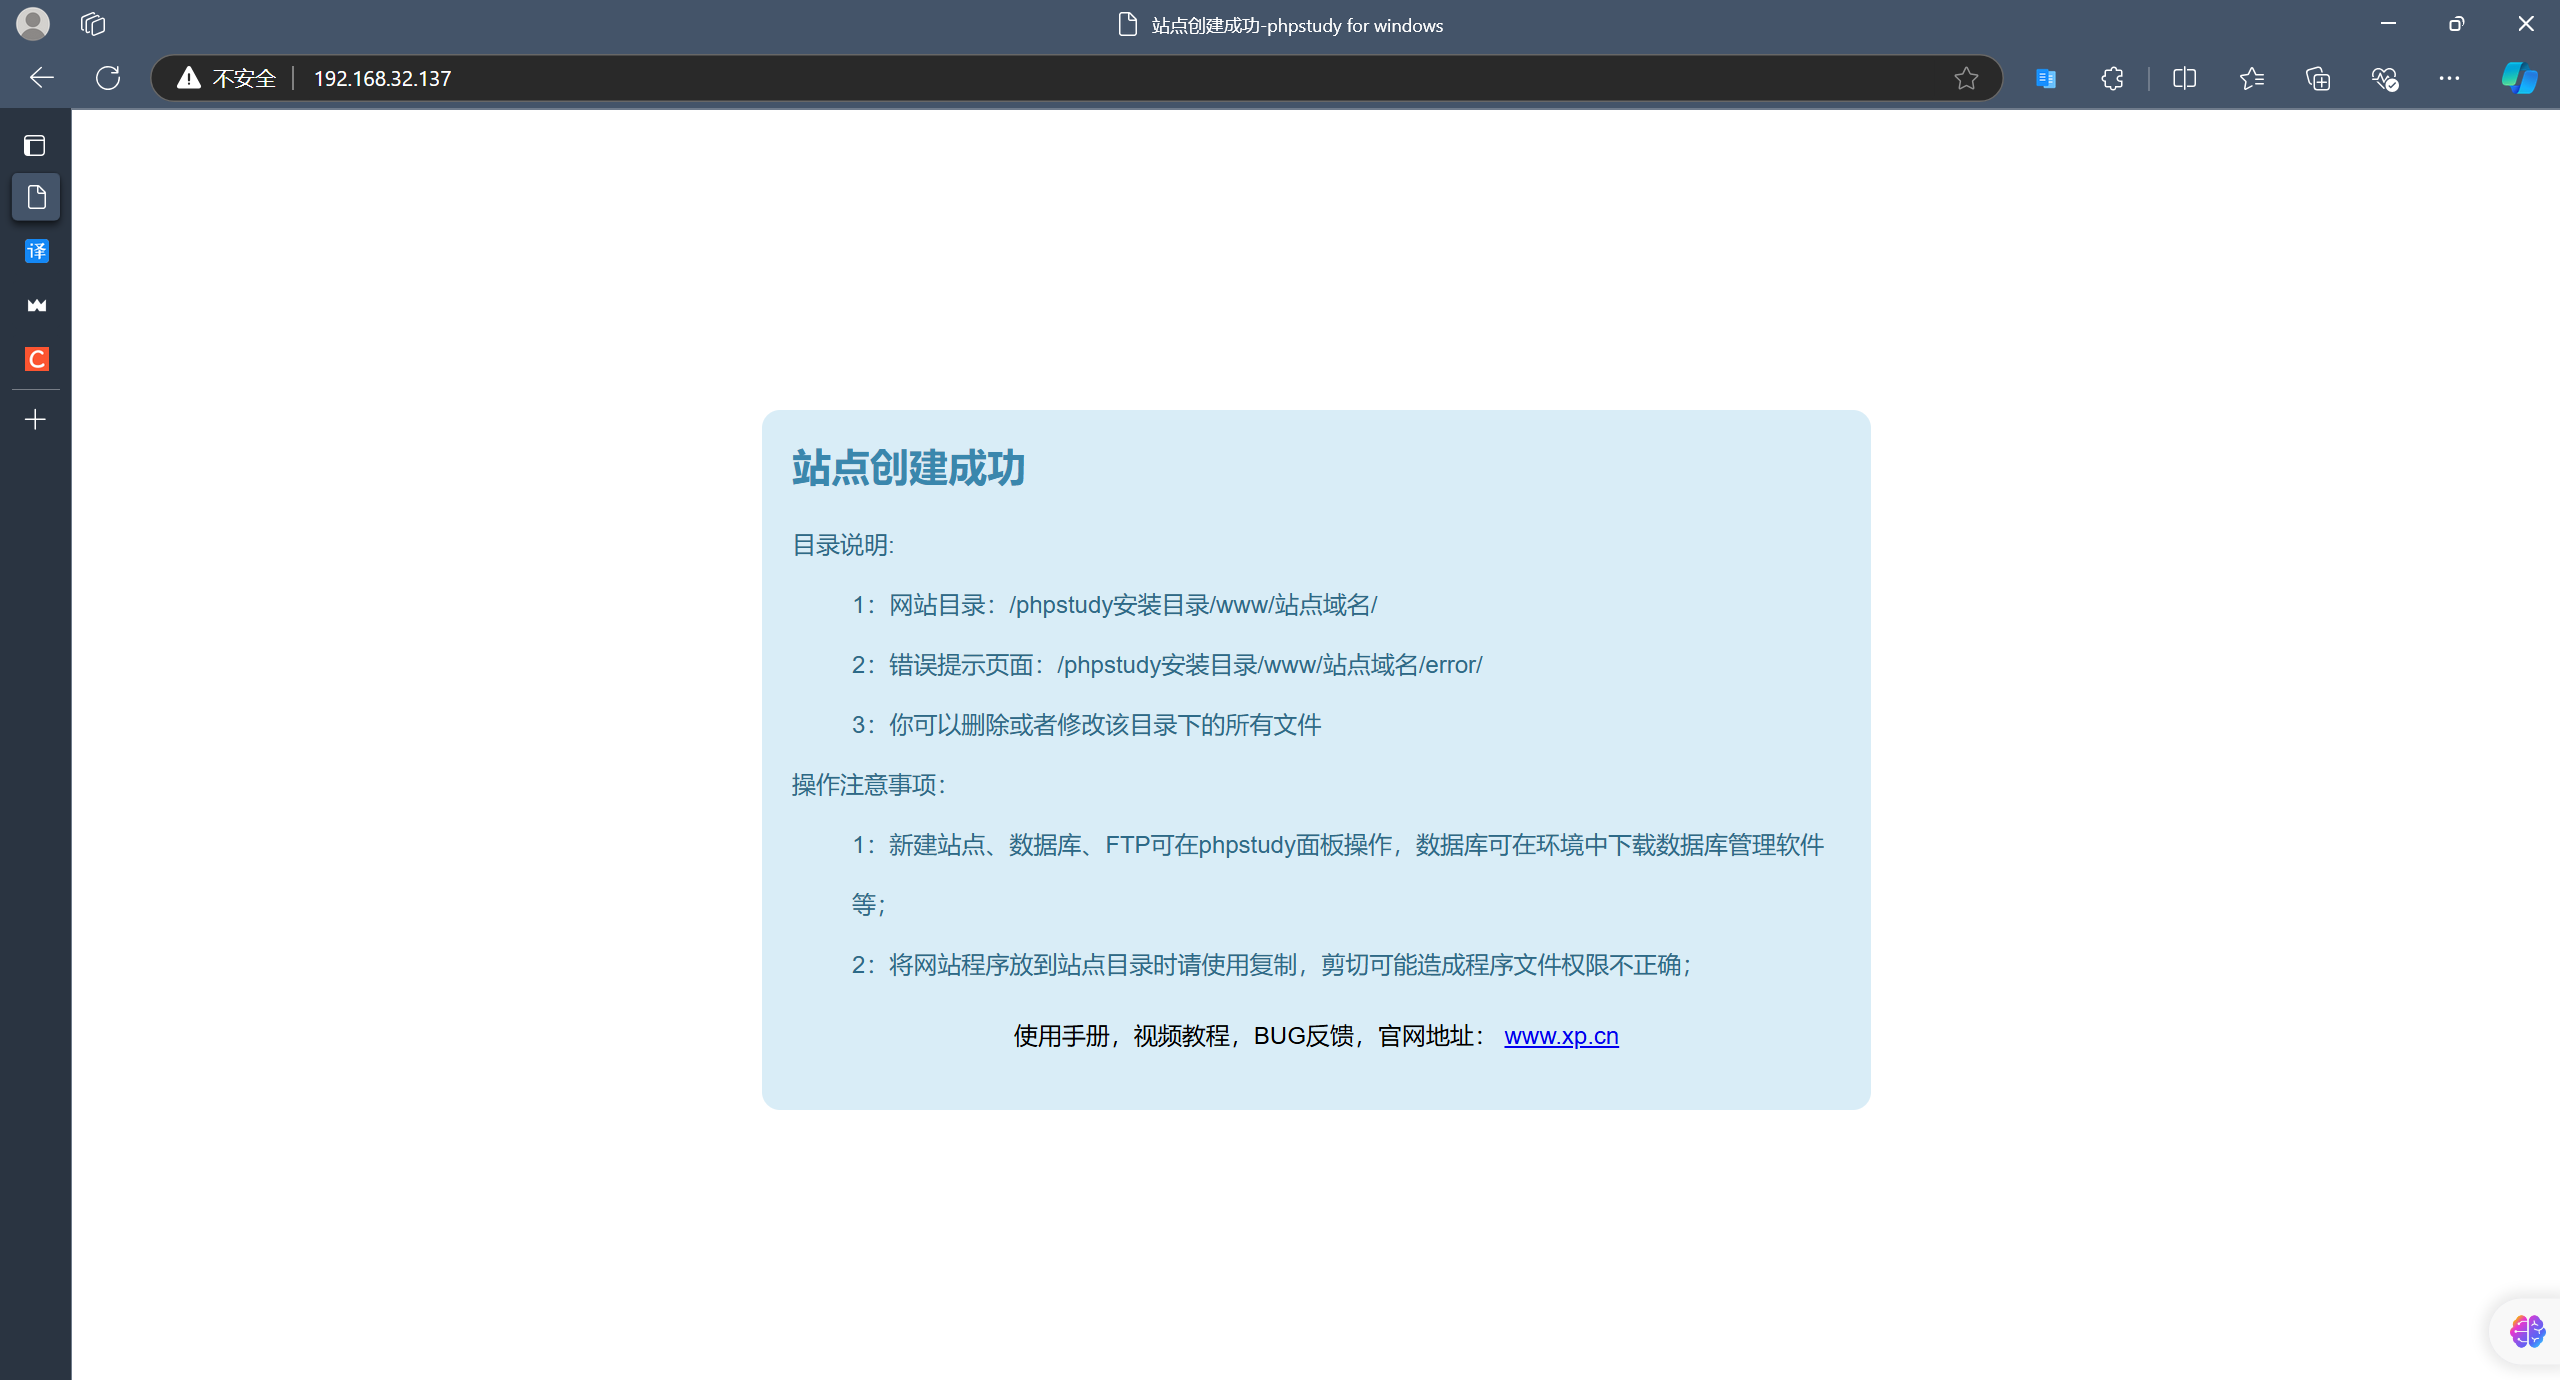 站点创建成功-phpstudy for windows
不安全
192.168.32.137
译
C
站点创建成功
目录说明:
1：网站目录：/phpstudy安装目录/www/站点域名/
2：错误提示页面：/phpstudy安装目录/www/站点域名/error/
3：你可以删除或者修改该目录下的所有文件
操作注意事项：
1：新建站点、数据库、FTP可在phpstudy面板操作，数据库可在环境中下载数据库管理软件
等；
2：将网站程序放到站点目录时请使用复制，剪切可能造成程序文件权限不正确；
使用手册，视频教程，BUG反馈，官网地址： www.xp.cn